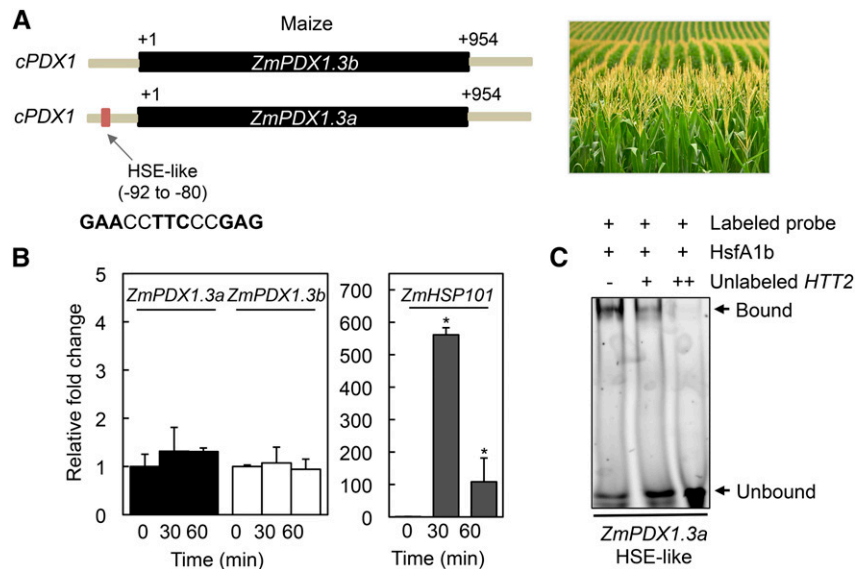 A
Maize
+1
+954
cPDX1
ZmPDX1.3b
+1
+954
cPDX1
ZmPDX1.3a
HSE-like
(-92 to -80)
GAACCTTCCCGAG
B
Relative fold change
5
4
3
2
1
0
ZmPDX1.3a ZmPDX1.3b
0 30 60 0 30 60
Time (min)
700
600
500
400
300
200
100
0
ZmHSP101
*
*
0 30 60
Time (min)
C
+ + + Labeled probe
+ + + HsfA1b
- + ++ Unlabeled HTT2
Bound
Unbound
ZmPDX1.3a
HSE-like